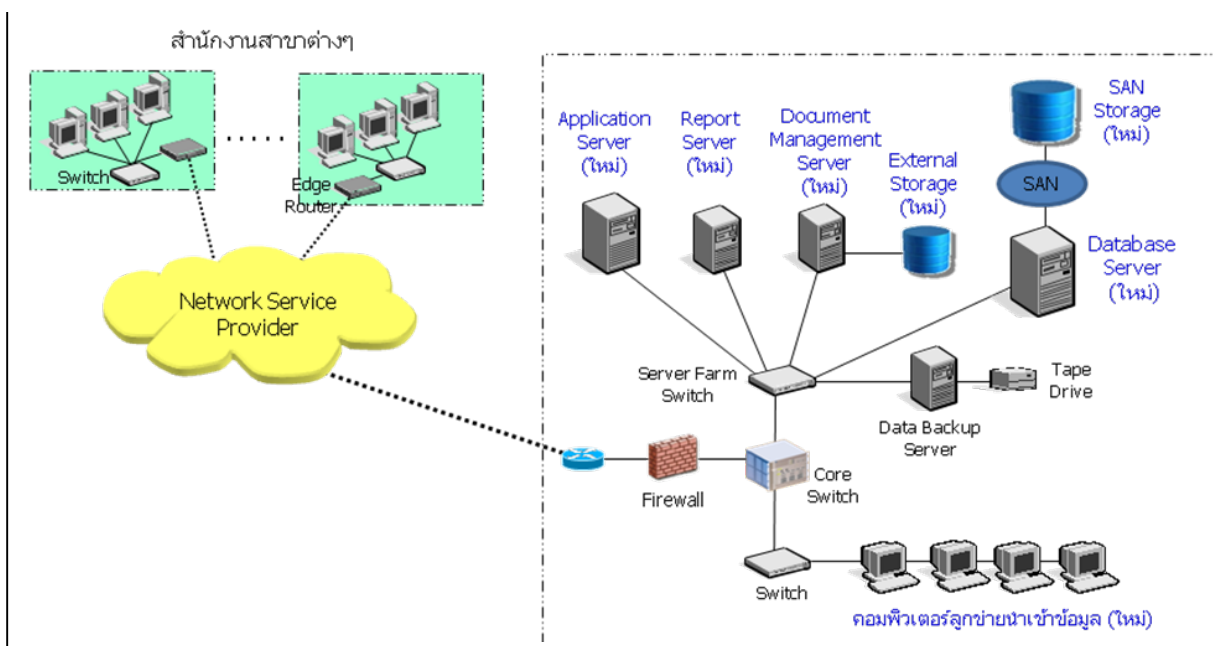 สำนักงานสาขาต่างๆ
Switch
Edge
Router
Network Service
Provider
Application
Server
(ใหม่)
Report
Server
(ใหม่)
Document
Management
Server
(ใหม่)
External
Storage
(ใหม่)
SAN
Storage
(ใหม่)
SAN
Database
Server
(ใหม่)
Server Farm
Switch
Data Backup
Server
Tape
Drive
Firewall
Core
Switch
Switch
คอมพิวเตอร์ลูกข่ายนำเข้าข้อมูล (ใหม่)